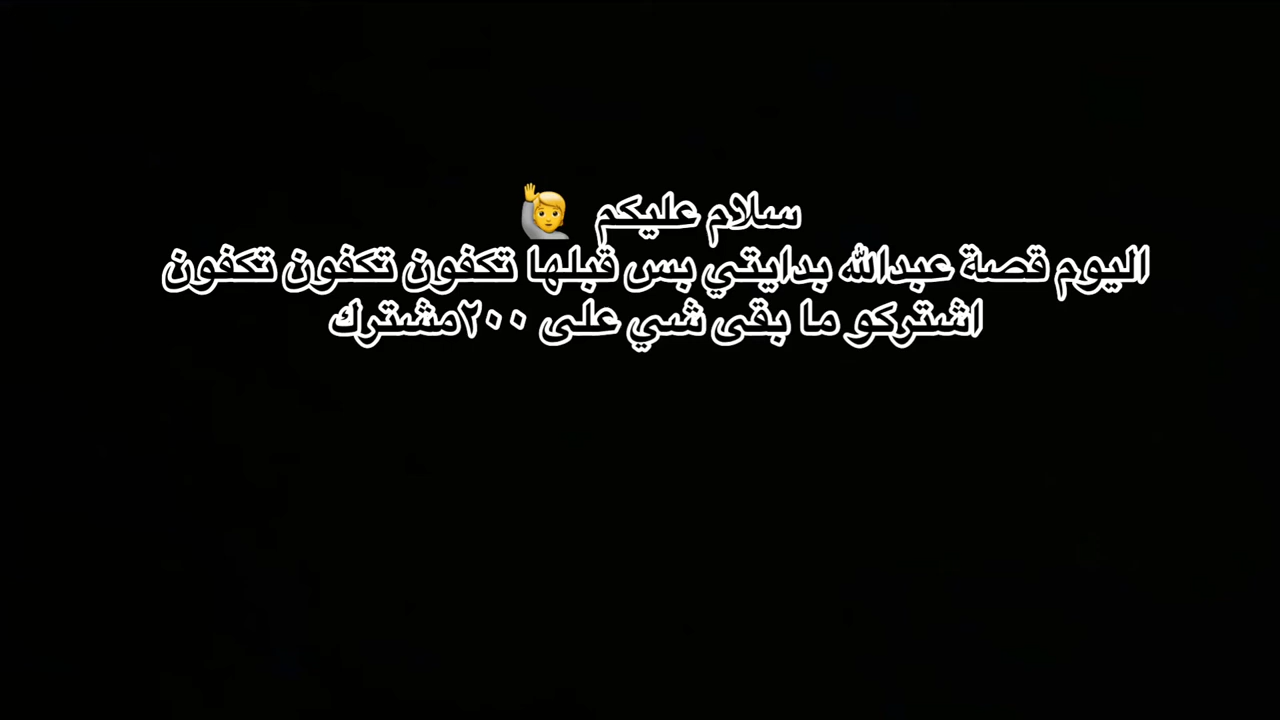 سلام عليكم 🙋
اليوم قصة عبدالله بدايتي بس قبلها تكفون تكفون تكفون
اشتركو ما بقى شي على ٢٠٠مشترك